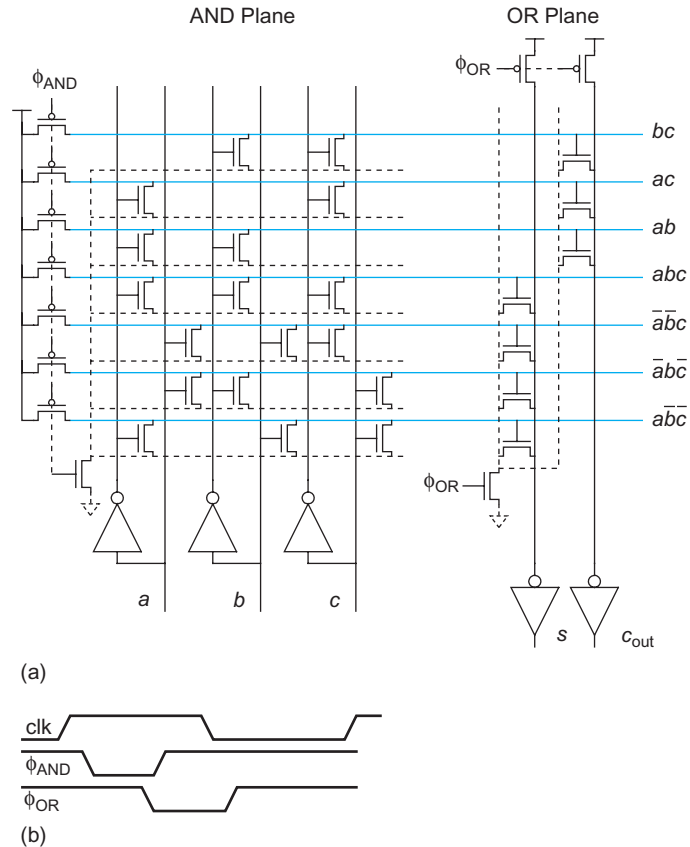 AND Plane
OR Plane
ϕAND
ϕOR
bc
ac
ab
abc
a̅b̅c
a̅bc̅
ab̅c̅
ϕOR
a
b
c
s
cout
(a)
clk
ϕAND
ϕOR
(b)